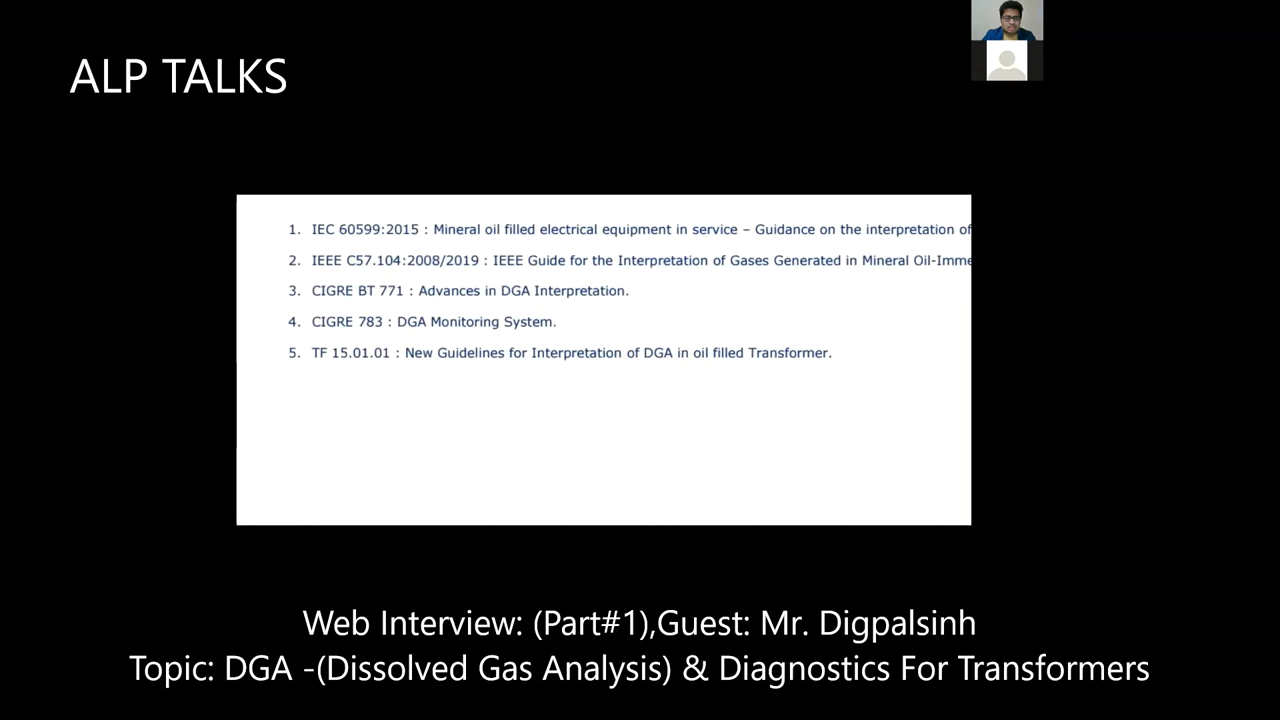 ALP TALKS
1. IEC 60599:2015 : Mineral oil filled electrical equipment in service – Guidance on the interpretation of
2. IEEE C57.104:2008/2019 : IEEE Guide for the Interpretation of Gases Generated in Mineral Oil-Imme
3. CIGRE BT 771 : Advances in DGA Interpretation.
4. CIGRE 783 : DGA Monitoring System.
5. TF 15.01.01 : New Guidelines for Interpretation of DGA in oil filled Transformer.
Web Interview: (Part#1),Guest: Mr. Digpalsinh
Topic: DGA -(Dissolved Gas Analysis) & Diagnostics For Transformers